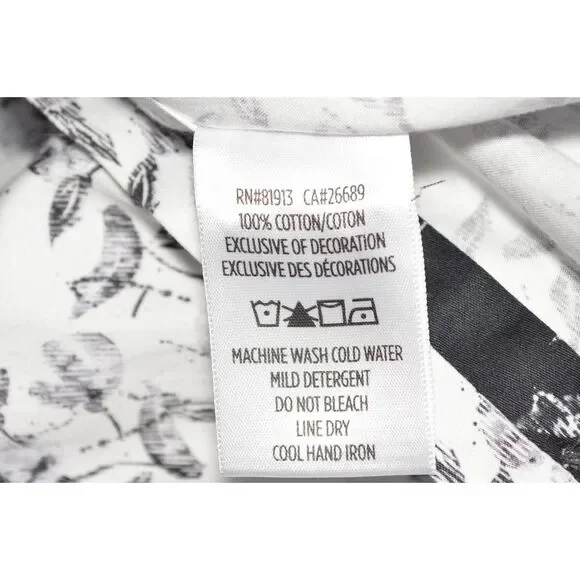 RN#81913 CA#26689
100% COTTON/COTON
EXCLUSIVE OF DECORATION
EXCLUSIVE DES DÉCORATIONS
MACHINE WASH COLD WATER
MILD DETERGENT
DO NOT BLEACH
LINE DRY
COOL HAND IRON